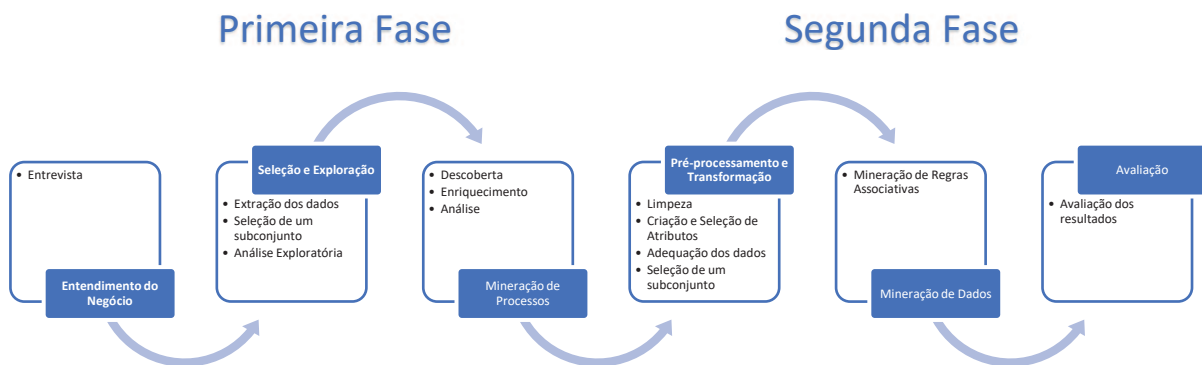 Primeira Fase
Segunda Fase
• Entrevista
Entendimento do
Negócio
Seleção e Exploração
• Extração dos dados
• Seleção de um
subconjunto
• Análise Exploratória
• Descoberta
• Enriquecimento
• Análise
Mineração de
Processos
Pré-processamento e
Transformação
• Limpeza
• Criação e Seleção de
Atributos
• Adequação dos dados
• Seleção de um
subconjunto
• Mineração de Regras
Associativas
Mineração de Dados
Avaliação
• Avaliação dos
resultados